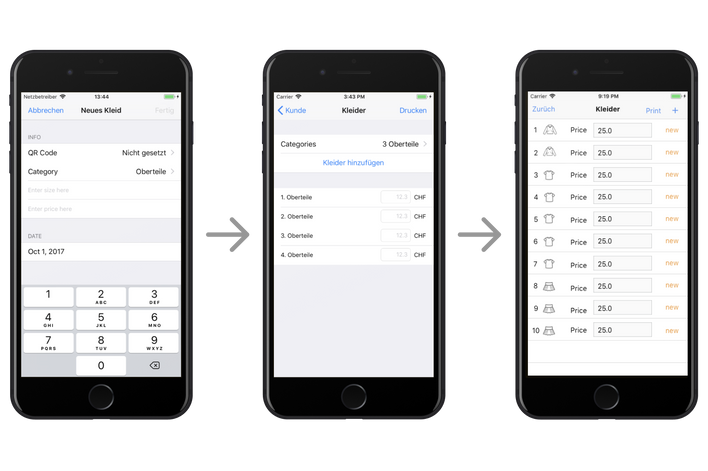 Netzbetreiber 13:44
Abbrechen Neues Kleid Fertig
INFO
QR Code Nicht gesetzt
Category Oberteile
Enter size here
Enter price here
DATE
Oct 1, 2017
1 2 3
ABC DEF
4 5 6
GHI JKL MNO
7 8 9
PQRS TUV WXYZ
0
Carrier 3:43 PM
Kunde Kleider Drucken
Categories 3 Oberteile
Kleider hinzufügen
1. Oberteile 12.3 CHF
2. Oberteile 12.3 CHF
3. Oberteile 12.3 CHF
4. Oberteile 12.3 CHF
Carrier 9:19 PM
Zurück Kleider Print +
1 Price 25.0 new
2 Price 25.0 new
3 Price 25.0 new
4 Price 25.0 new
5 Price 25.0 new
6 Price 25.0 new
7 Price 25.0 new
8 Price 25.0 new
9 Price 25.0 new
10 Price 25.0 new